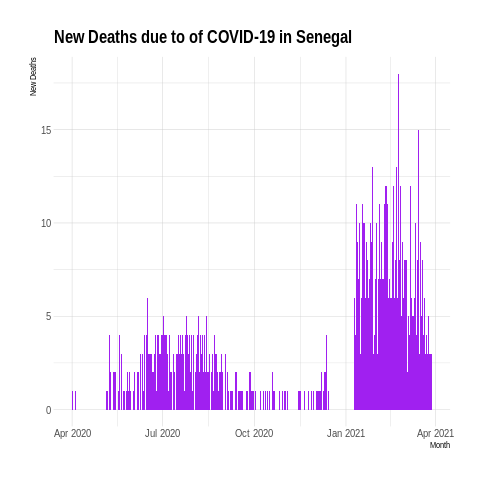 New Deaths due to of COVID-19 in Senegal
New Deaths
15
10
5
0
Apr 2020 Jul 2020 Oct 2020 Jan 2021 Apr 2021
Month